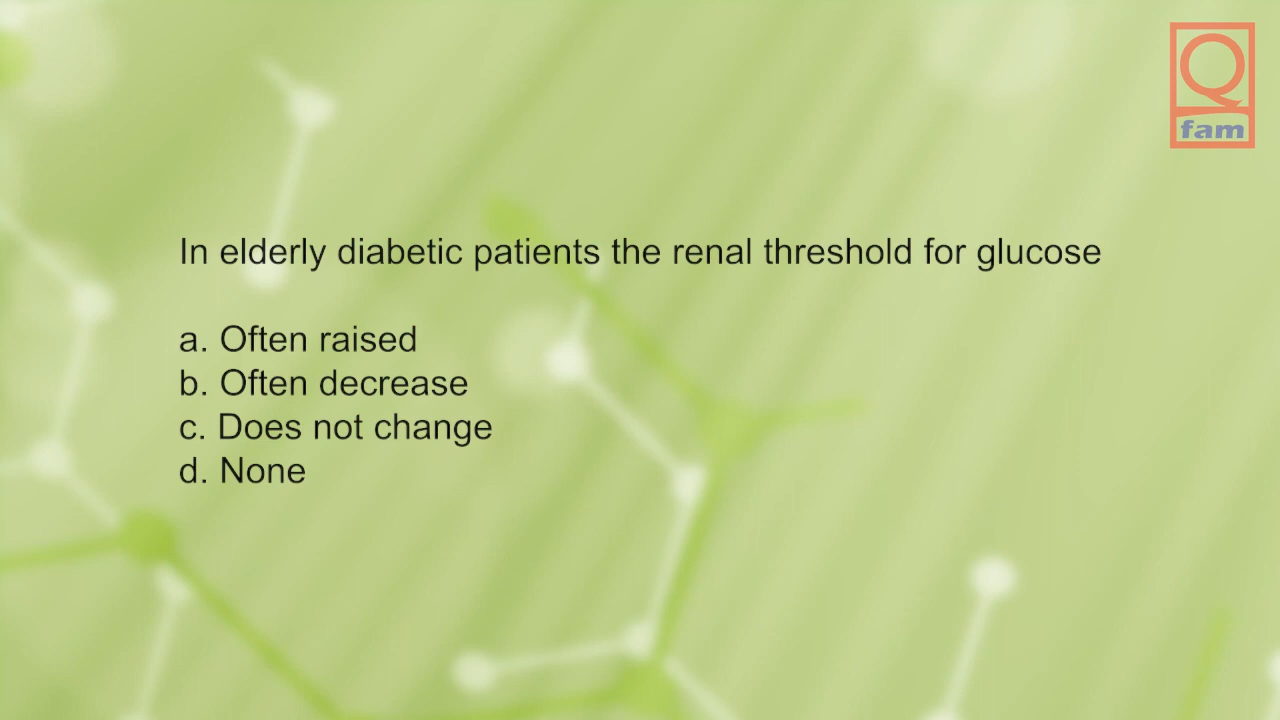 Q
fam
In elderly diabetic patients the renal threshold for glucose
a. Often raised
b. Often decrease
c. Does not change
d. None